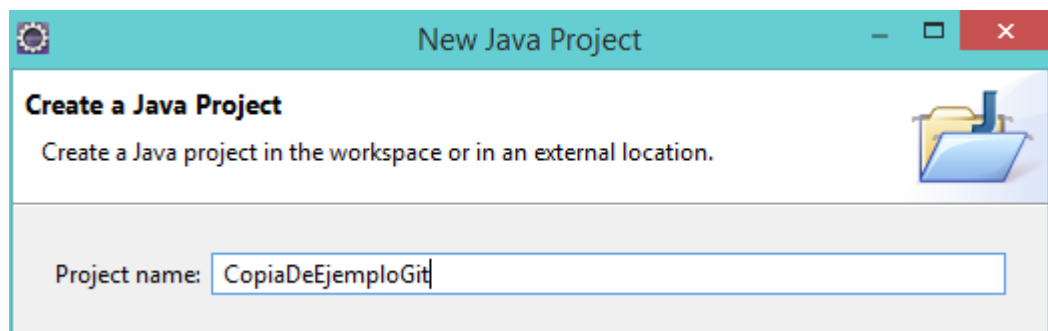 New Java Project
Create a Java Project
Create a Java project in the workspace or in an external location.
Project name: CopiaDeEjemploGit